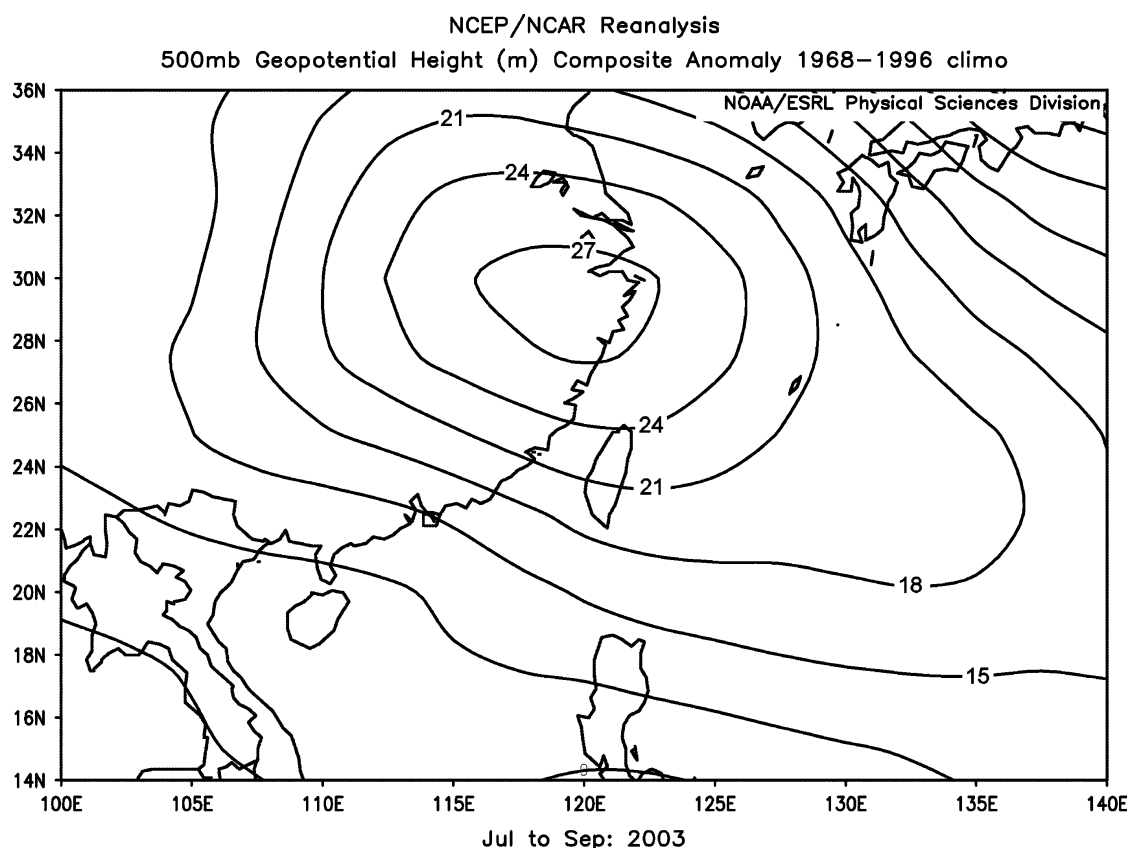 NCEP/NCAR Reanalysis
500mb Geopotential Height (m) Composite Anomaly 1968-1996 climo
NOAA/ESRL Physical Sciences Division
36N
34N
32N
30N
28N
26N
24N
22N
20N
18N
16N
14N
21
24
27
24
21
18
15
9
100E 105E 110E 115E 120E 125E 130E 135E 140E
Jul to Sep: 2003